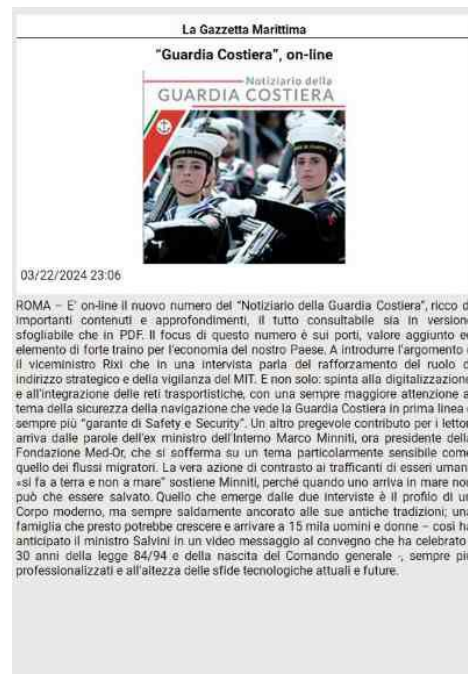 La Gazzetta Marittima
"Guardia Costiera", on-line
Notiziario della
GUARDIA COSTIERA
03/22/2024 23:06
ROMA – E' on-line il nuovo numero del "Notiziario della Guardia Costiera", ricco d
importanti contenuti e approfondimenti, il tutto consultabile sia in versione
sfogliabile che in PDF. Il focus di questo numero è sui porti, valore aggiunto e
elemento di forte traino per l'economia del nostro Paese. A introdurre l'argomento
il viceministro Rixi che in una intervista parla del rafforzamento del ruolo d
indirizzo strategico e della vigilanza del MIT. E non solo: spinta alla digitalizzazione
e all'integrazione delle reti trasportistiche, con una sempre maggiore attenzione a
tema della sicurezza della navigazione che vede la Guardia Costiera in prima linea
sempre più "garante di Safety e Security". Un altro pregevole contributo per i lettor
arriva dalle parole dell'ex ministro dell'Interno Marco Minniti, ora presidente della
Fondazione Med-Or, che si sofferma su un tema particolarmente sensibile come
quello dei flussi migratori. La vera azione di contrasto ai trafficanti di esseri uman
«si fa a terra e non a mare" sostiene Minniti, perché quando uno arriva in mare non
può che essere salvato. Quello che emerge dalle due interviste è il profilo di un
Corpo moderno, ma sempre saldamente ancorato alle sue antiche tradizioni; una
famiglia che presto potrebbe crescere e arrivare a 15 mila uomini e donne – così ha
anticipato il ministro Salvini in un video messaggio al convegno che ha celebrato
30 anni della legge 84/94 e della nascita del Comando generale -, sempre più
professionalizzati e all'altezza delle sfide tecnologiche attuali e future.